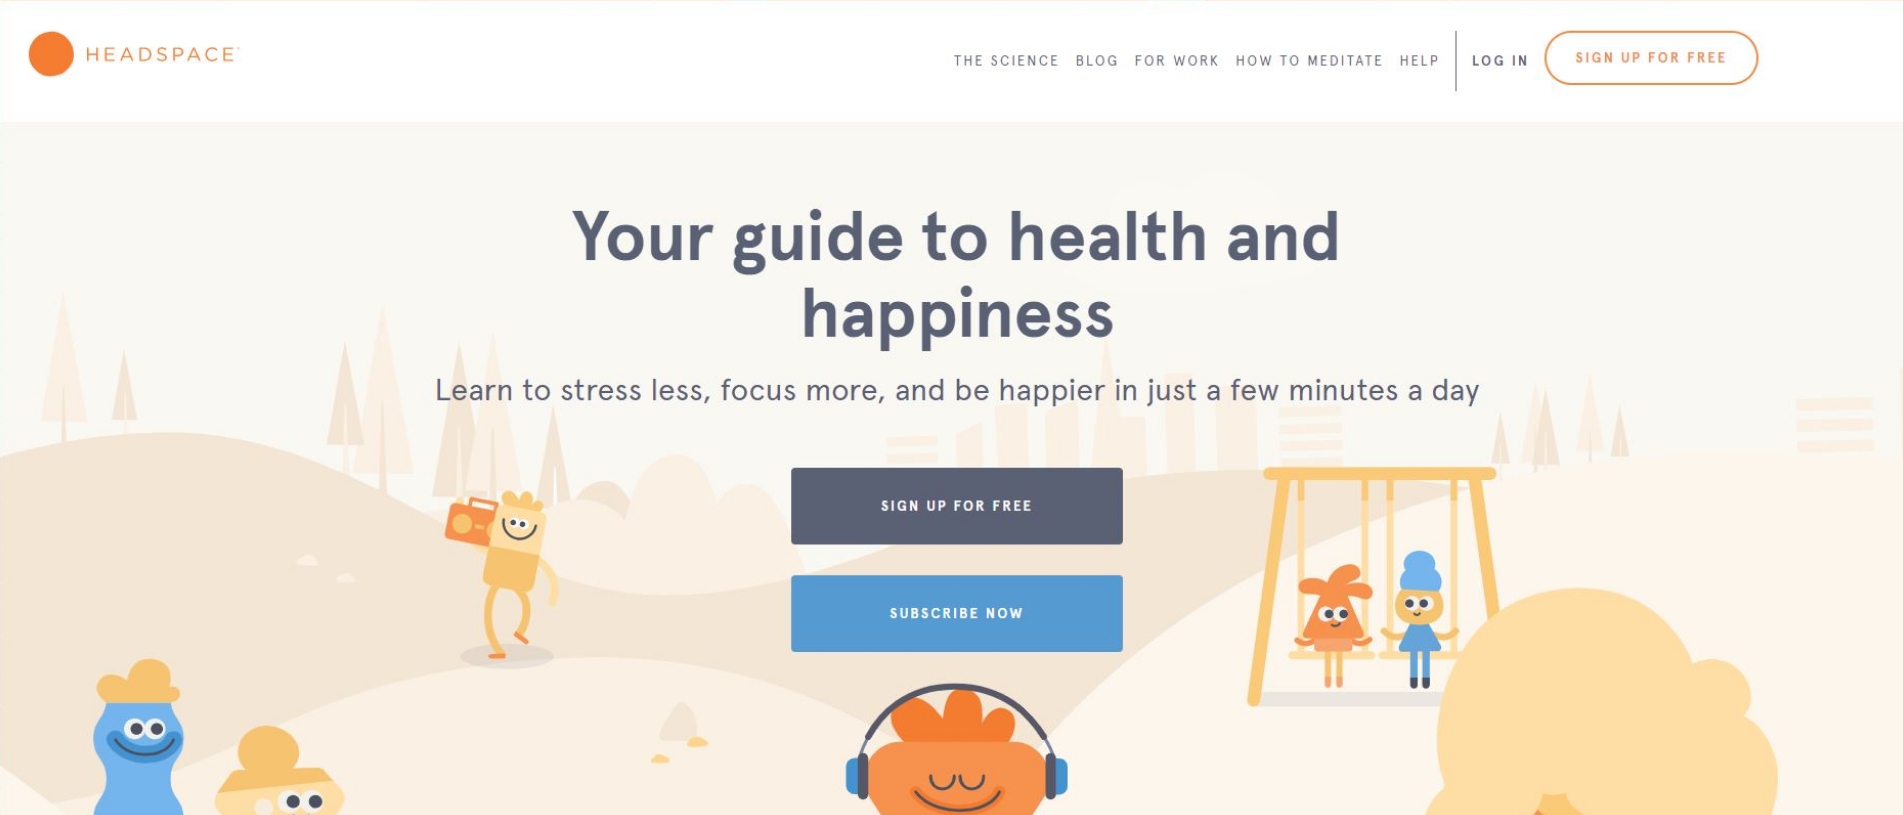 HEADSPACE
THE SCIENCE BLOG FOR WORK HOW TO MEDITATE HELP LOG IN SIGN UP FOR FREE
Your guide to health and
happiness
Learn to stress less, focus more, and be happier in just a few minutes a day
SIGN UP FOR FREE
SUBSCRIBE NOW